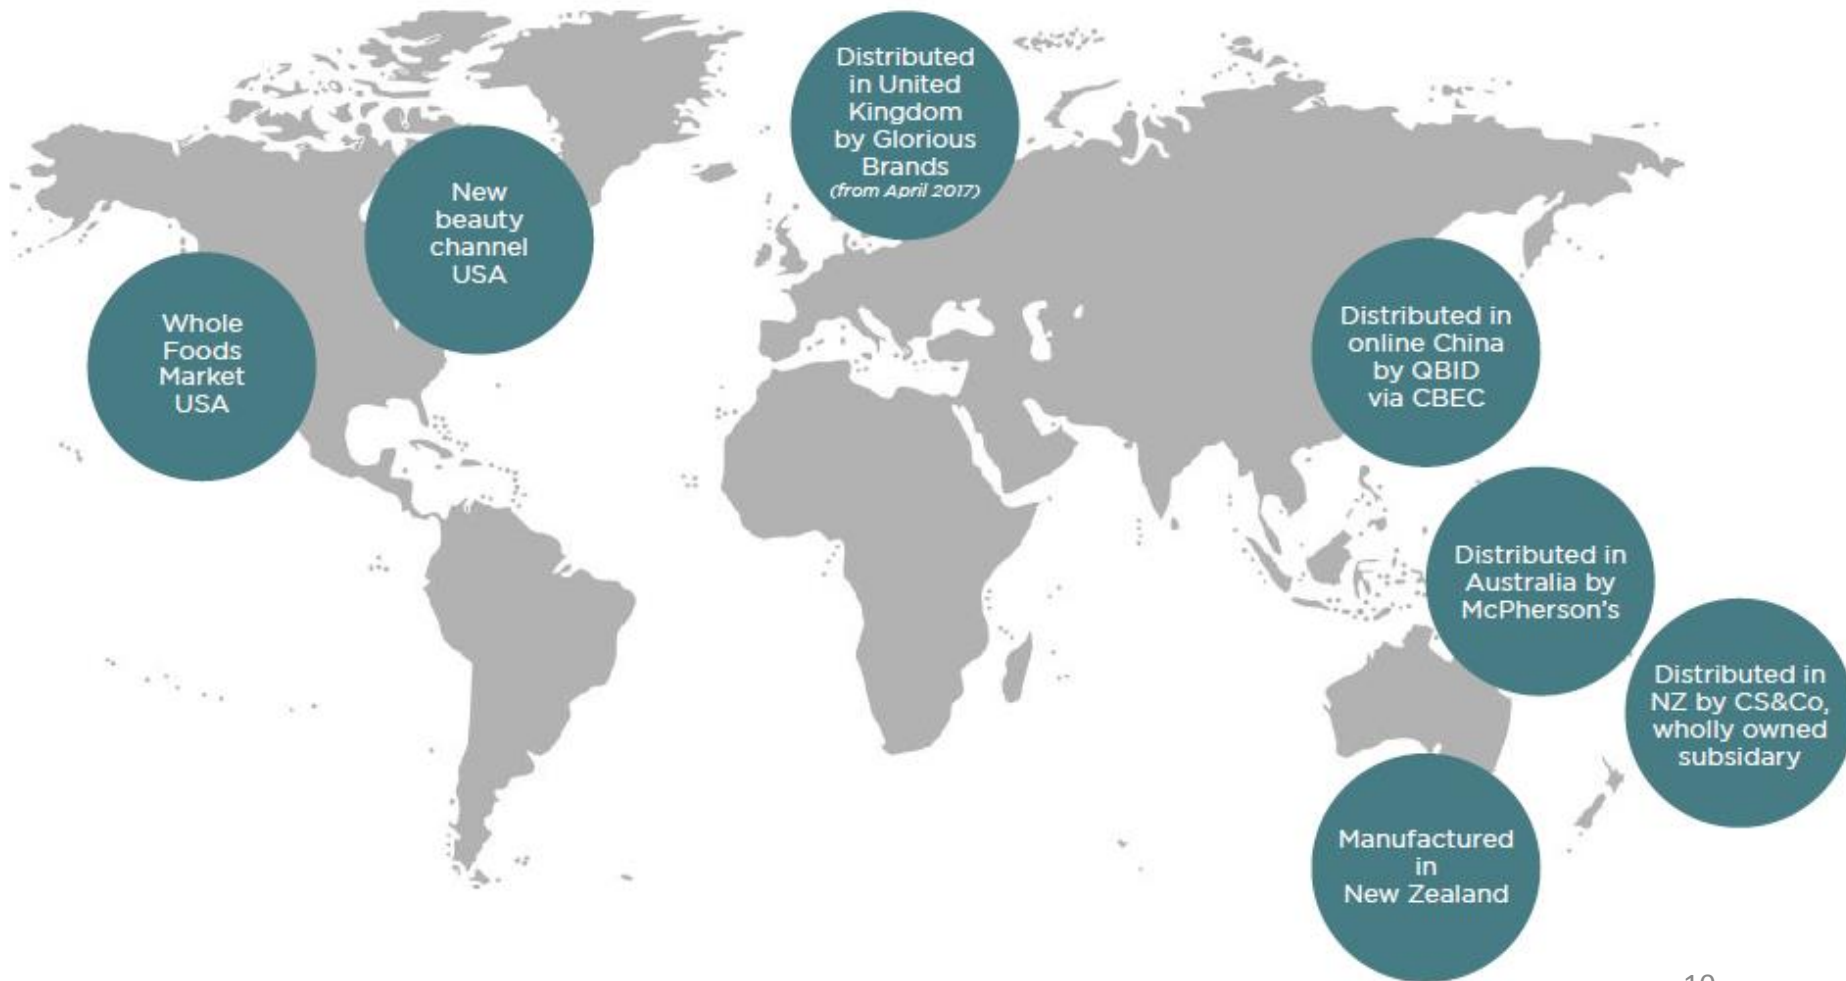 Distributed
in United
Kingdom
by Glorious
Brands
(from April 2017)
New
beauty
channel
USA
Whole
Foods
Market
USA
Distributed in
online China
by QBID
via CBEC
Distributed in
Australia by
McPherson's
Distributed in
NZ by CS&Co,
wholly owned
subsidary
Manufactured
in
New Zealand